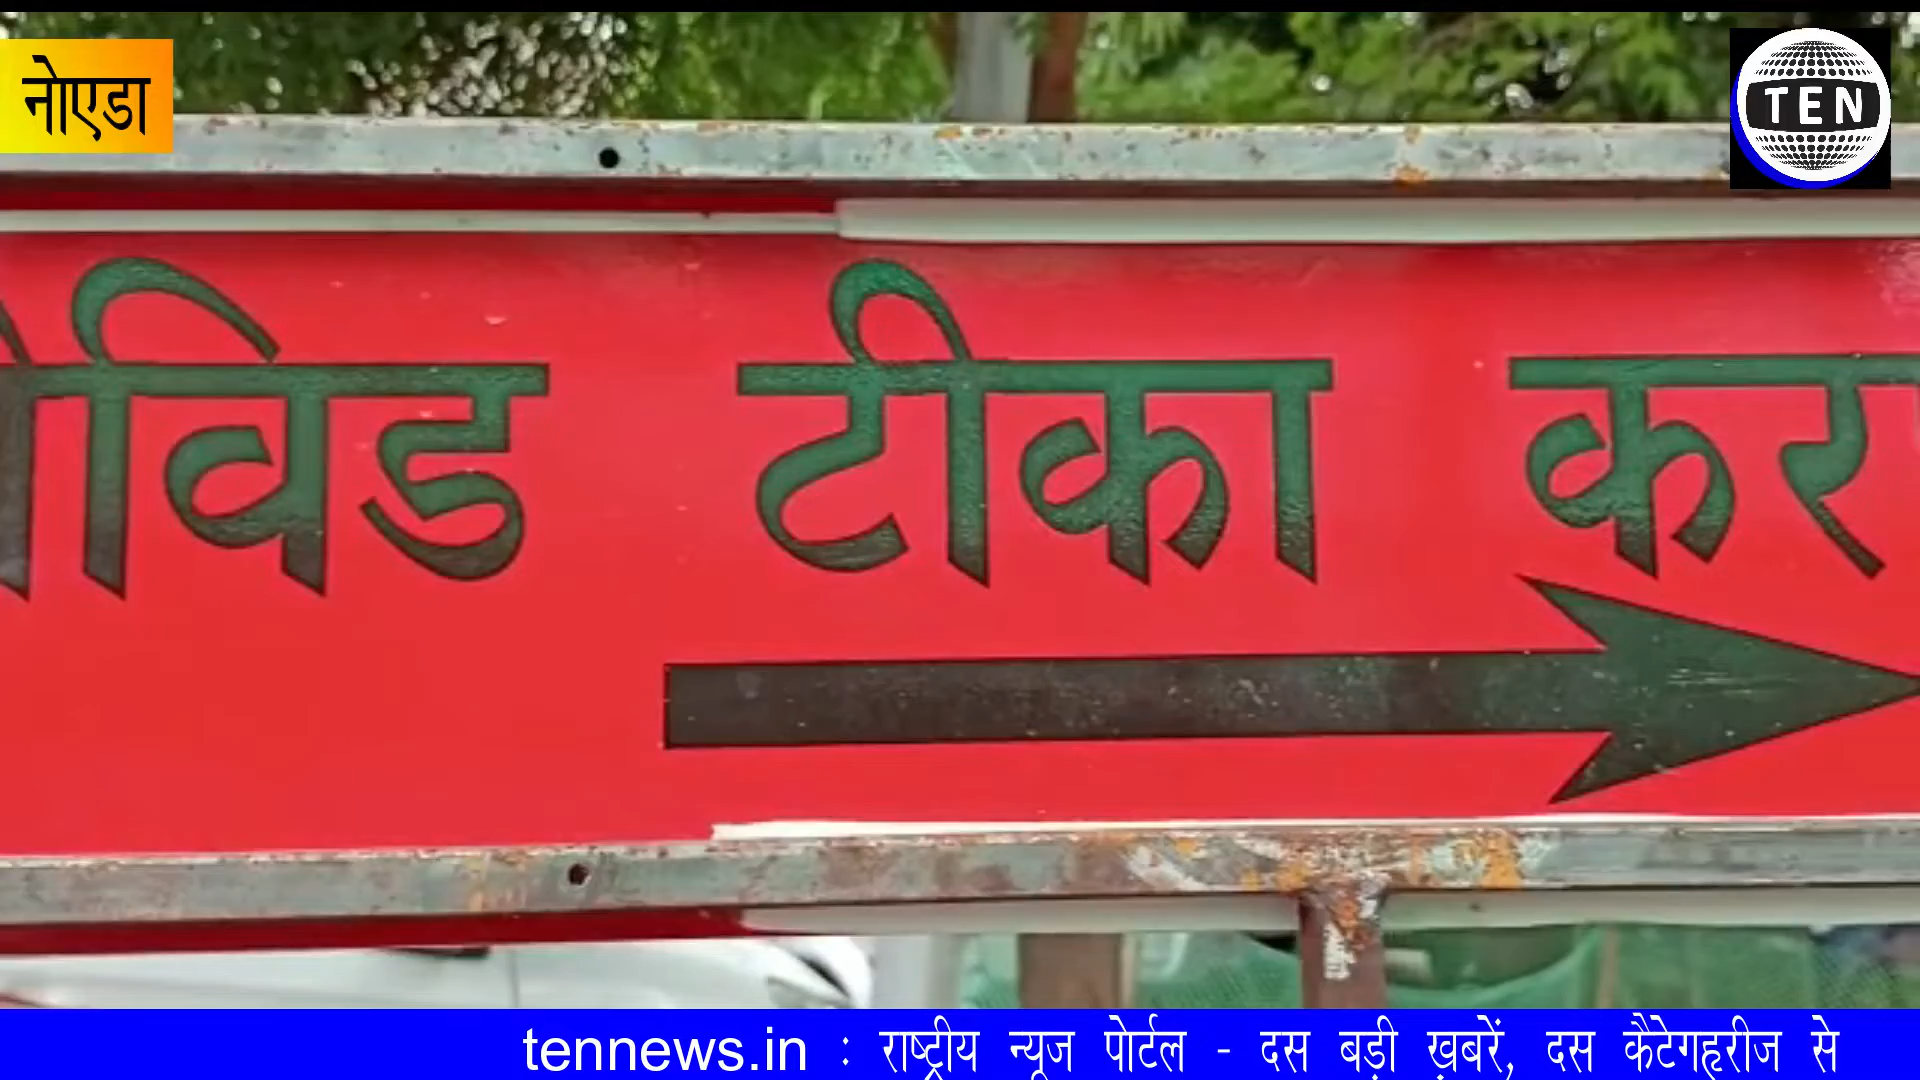 नोएडा
TEN
ोविड टीका कर
tennews.in : राष्ट्रीय न्यूज पोर्टल - दस बड़ी ख़बरें, दस कैटेगहरीज से